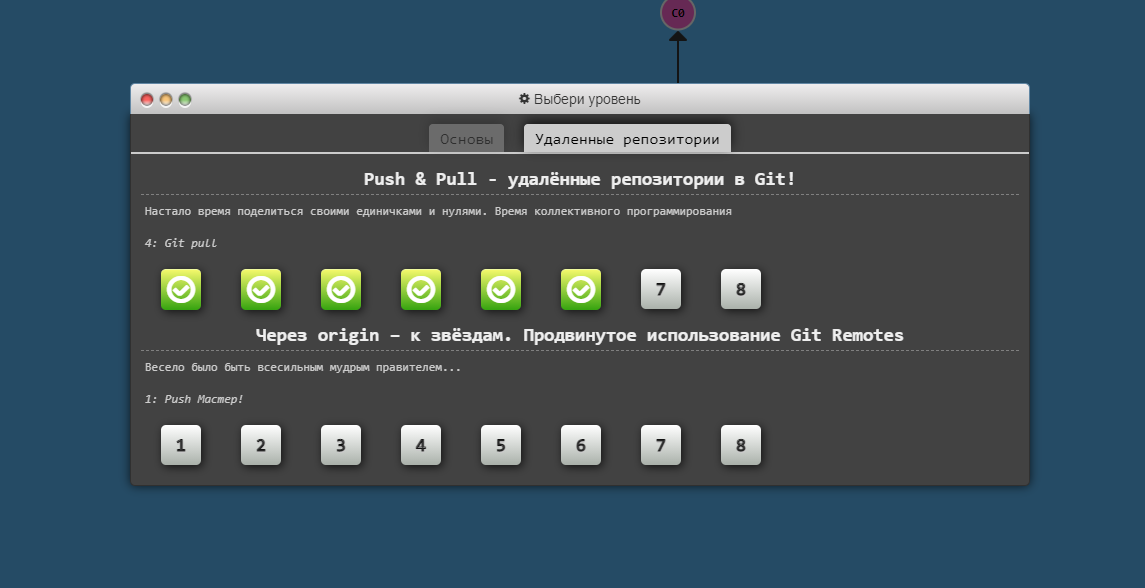 C0
Выбери уровень
Основы Удаленные репозитории
Push & Pull - удалённые репозитории в Git!
Настало время поделиться своими единичками и нулями. Время коллективного программирования
4: Git pull
7 8
Через origin – к звёздам. Продвинутое использование Git Remotes
Весело было быть всесильным мудрым правителем...
1: Push Мастер!
1 2 3 4 5 6 7 8